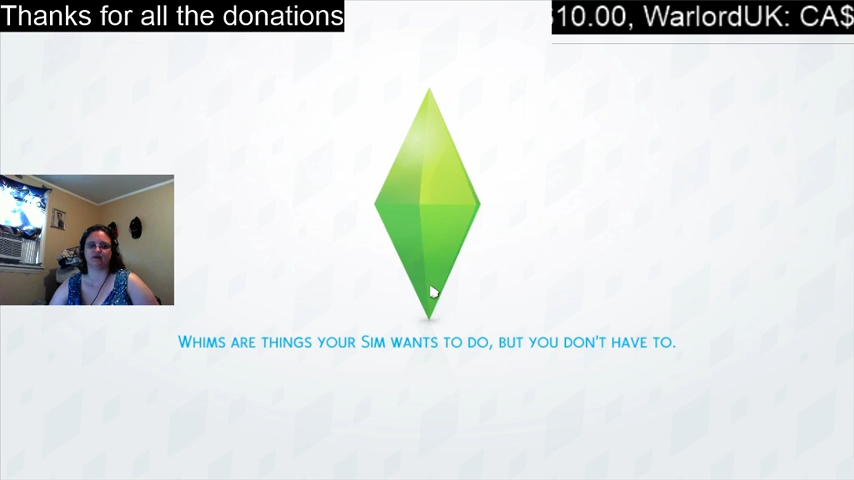 Thanks for all the donations
10.00, WarlordUK: CA$
WHIMS ARE THINGS YOUR SIM WANTS TO DO, BUT YOU DON'T HAVE TO.